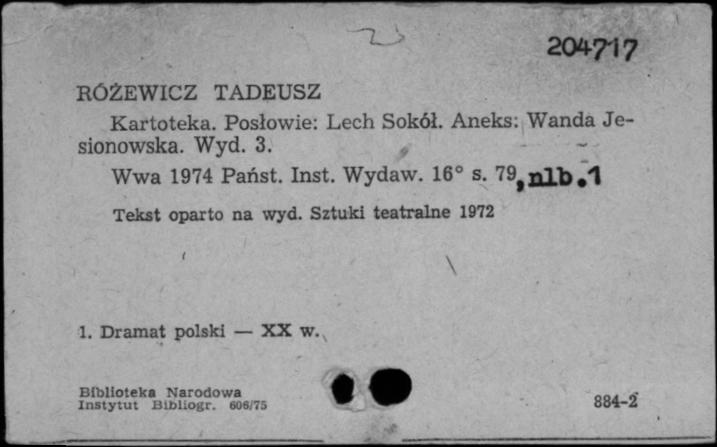 204717
RÓŻEWICZ TADEUSZ
Kartoteka. Posłowie: Lech Sokół. Aneks: Wanda Je-
sionowska. Wyd. 3.
Wwa 1974 Państ. Inst. Wydaw. 16° s. 79, nlb.1
Tekst oparto na wyd. Sztuki teatralne 1972
1. Dramat polski — XX w.
Biblioteka Narodowa
Instytut Bibliogr. 606/75
884-2